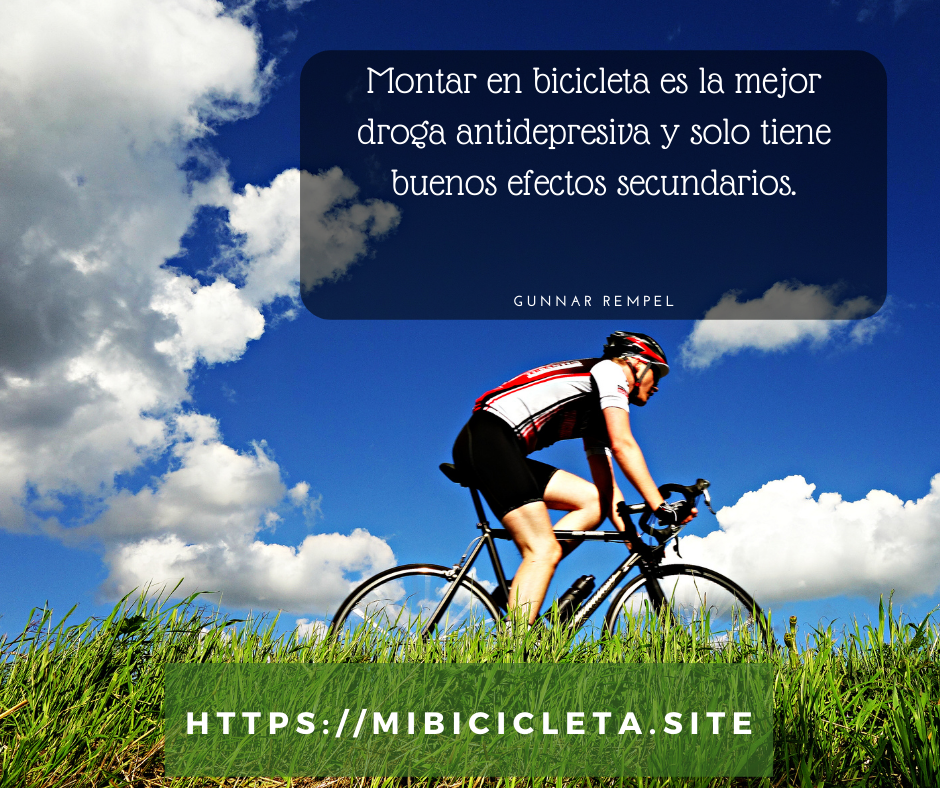 Montar en bicicleta es la mejor
droga antidepresiva y solo tiene
buenos efectos secundarios.
GUNNAR REMPEL
HTTPS://MIBICICLETA.SITE